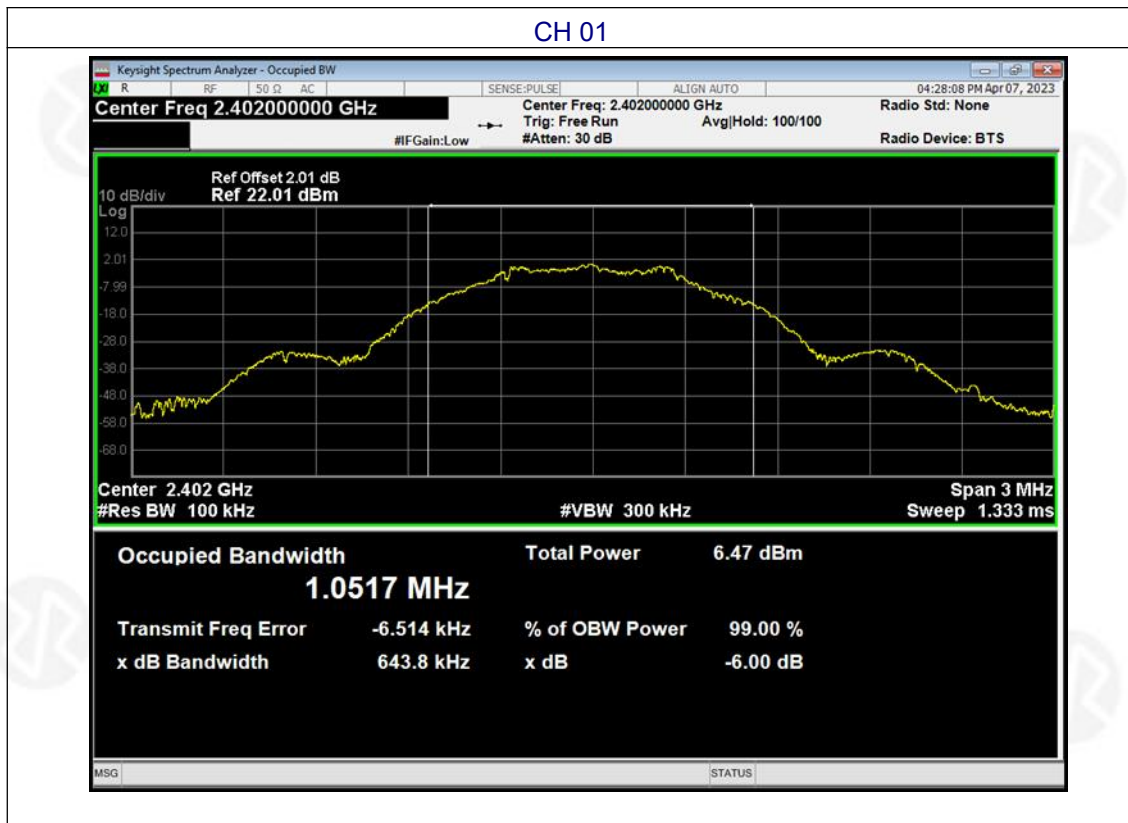 CH 01
Keysight Spectrum Analyzer - Occupied BW
LXI R RF 50 Ω AC SENSE:PULSE ALIGN AUTO 04:28:08 PM Apr 07, 2023
Center Freq 2.402000000 GHz Center Freq: 2.402000000 GHz Radio Std: None
Trig: Free Run Avg|Hold: 100/100
#IFGain:Low #Atten: 30 dB Radio Device: BTS
Ref Offset 2.01 dB
10 dB/div Ref 22.01 dBm
Log
12.0
2.01
-7.99
-18.0
-28.0
-38.0
-48.0
-58.0
-68.0
Center 2.402 GHz Span 3 MHz
#Res BW 100 kHz #VBW 300 kHz Sweep 1.333 ms
Occupied Bandwidth Total Power 6.47 dBm
1.0517 MHz
Transmit Freq Error -6.514 kHz % of OBW Power 99.00 %
x dB Bandwidth 643.8 kHz x dB -6.00 dB
MSG STATUS